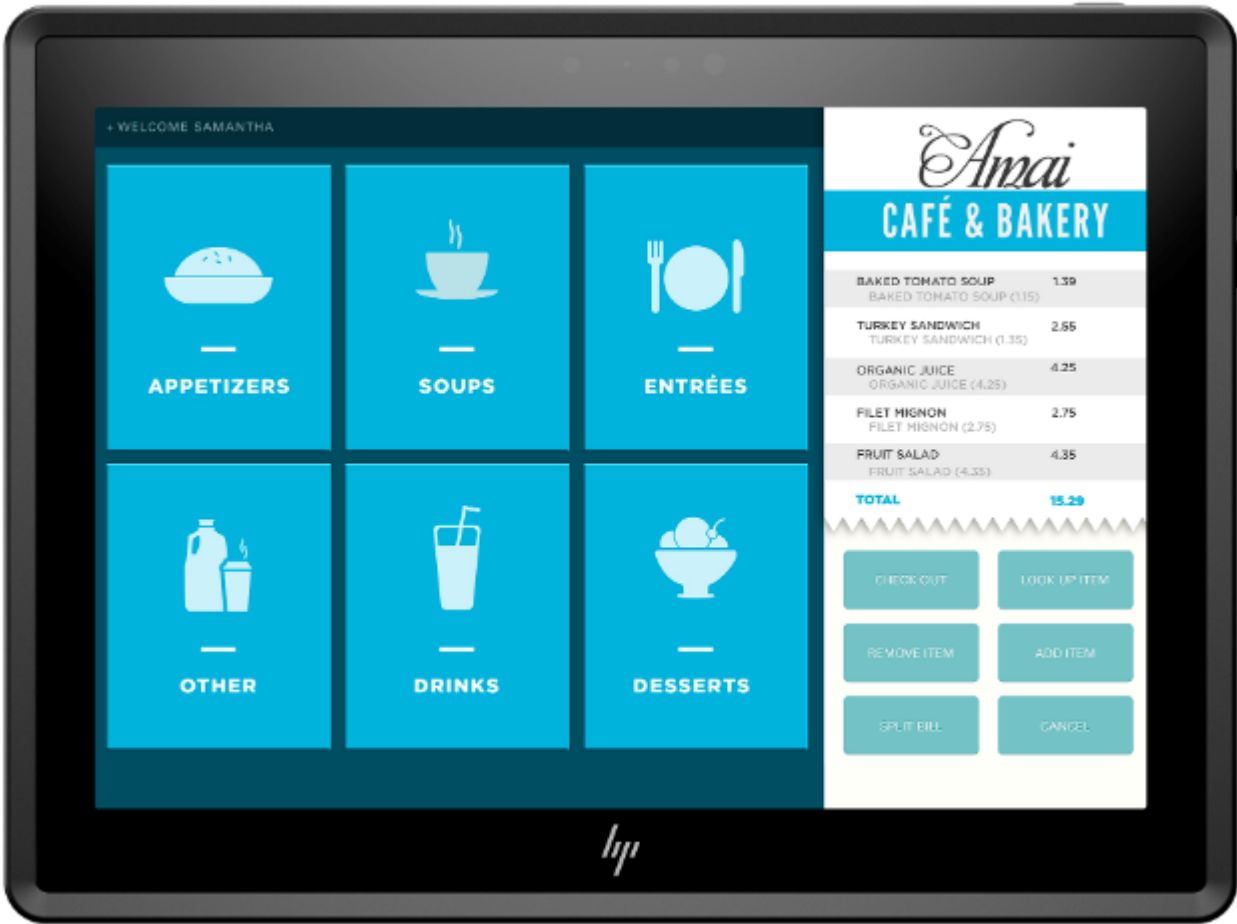 + WELCOME SAMANTHA
APPETIZERS
SOUPS
ENTRÉES
OTHER
DRINKS
DESSERTS
Amai
CAFÉ & BAKERY
BAKED TOMATO SOUP 1.39
BAKED TOMATO SOUP (1.15)
TURKEY SANDWICH 2.55
TURKEY SANDWICH (1.35)
ORGANIC JUICE 4.25
ORGANIC JUICE (4.25)
FILET MIGNON 2.75
FILET MIGNON (2.75)
FRUIT SALAD 4.35
FRUIT SALAD (4.35)
TOTAL 15.29
CHECK OUT
LOOK UP ITEM
REMOVE ITEM
ADD ITEM
SPLIT BILL
CANCEL
hp